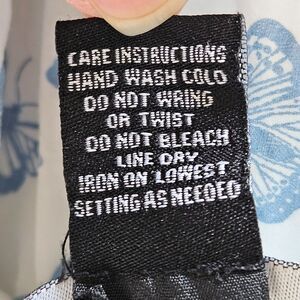 CARE INSTRUCTIONS
HAND WASH COLD
DO NOT WRING
OR TWIST
DO NOT BLEACH
LINE DRY
IRON ON LOWEST
SETTING AS NEEDED